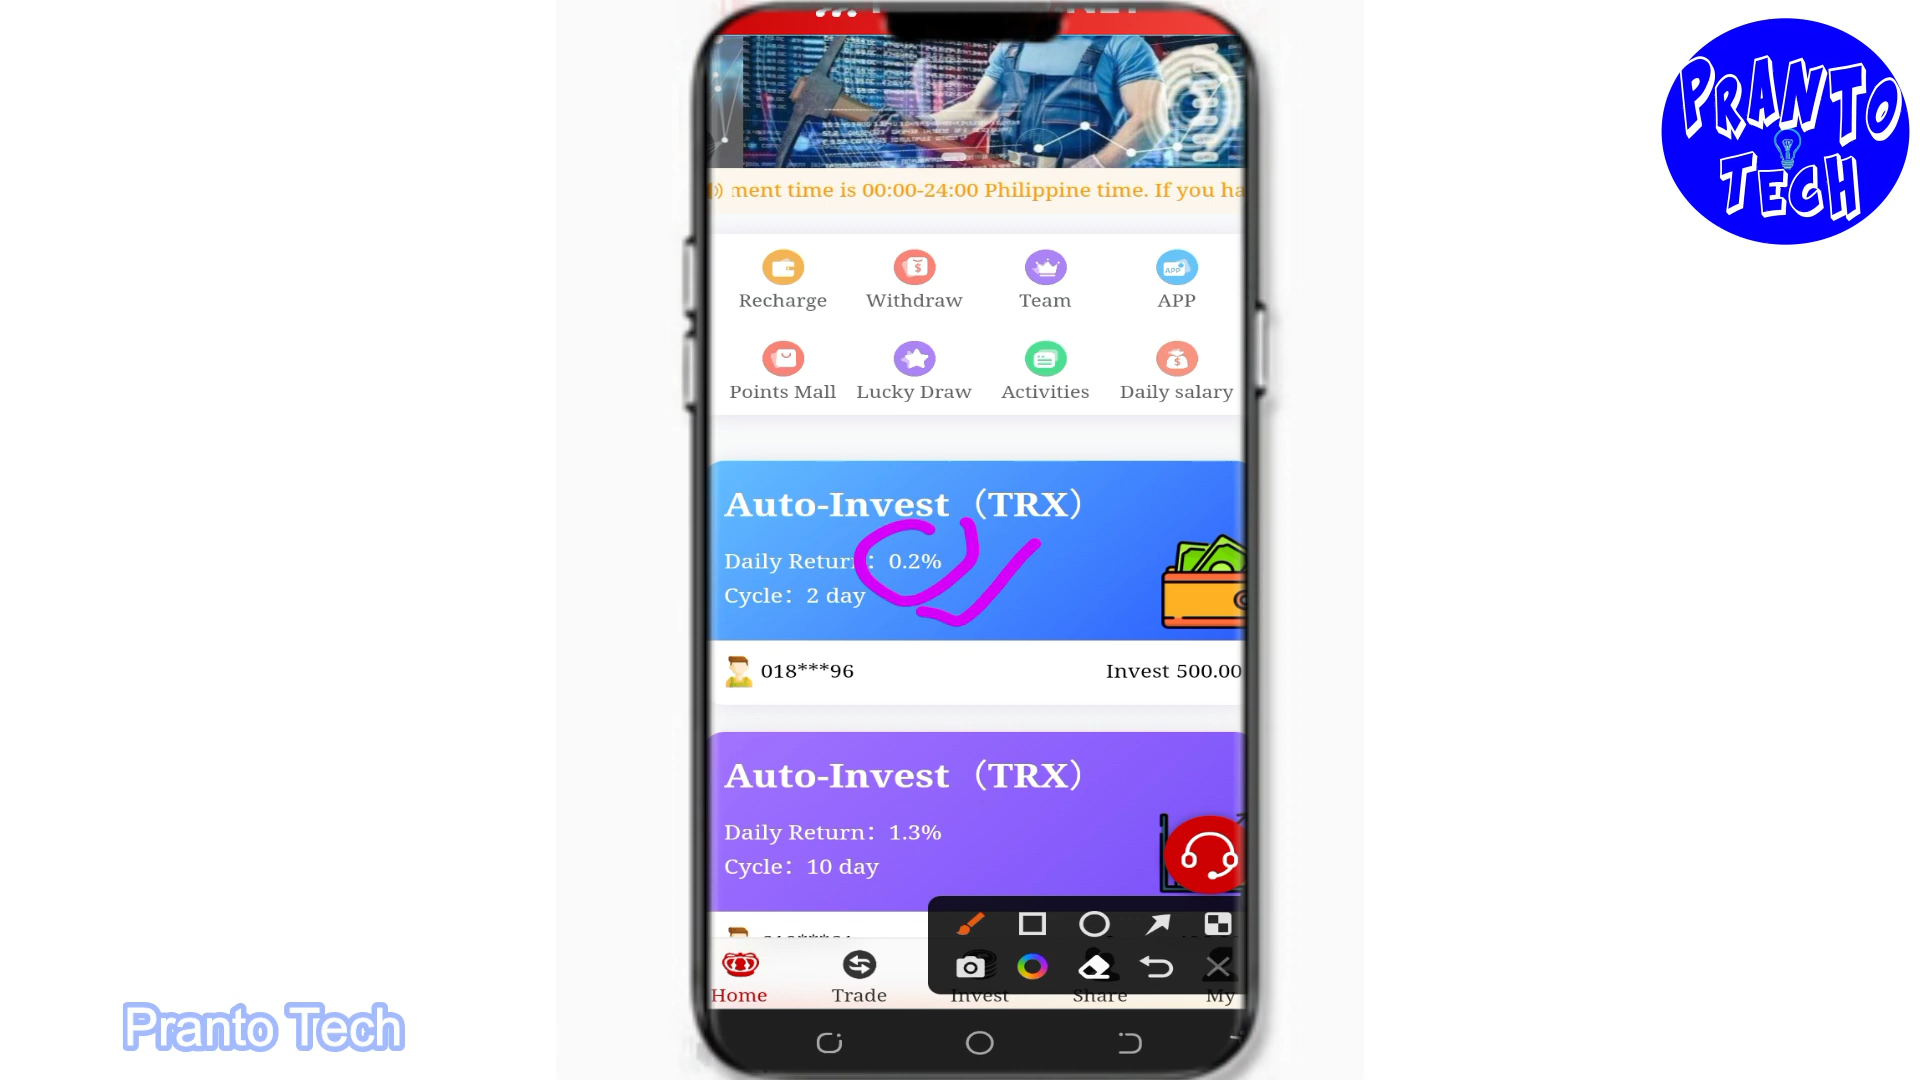 PRANTO
TECH
ment time is 00:00-24:00 Philippine time. If you ha
Recharge
Withdraw
Team
APP
APP
Points Mall
Lucky Draw
Activities
Daily salary
Auto-Invest（TRX）
Daily Return：0.2%
Cycle：2 day
018***96
Invest 500.00
Auto-Invest（TRX）
Daily Return：1.3%
Cycle：10 day
Home
Trade
Invest
Share
My
Pranto Tech